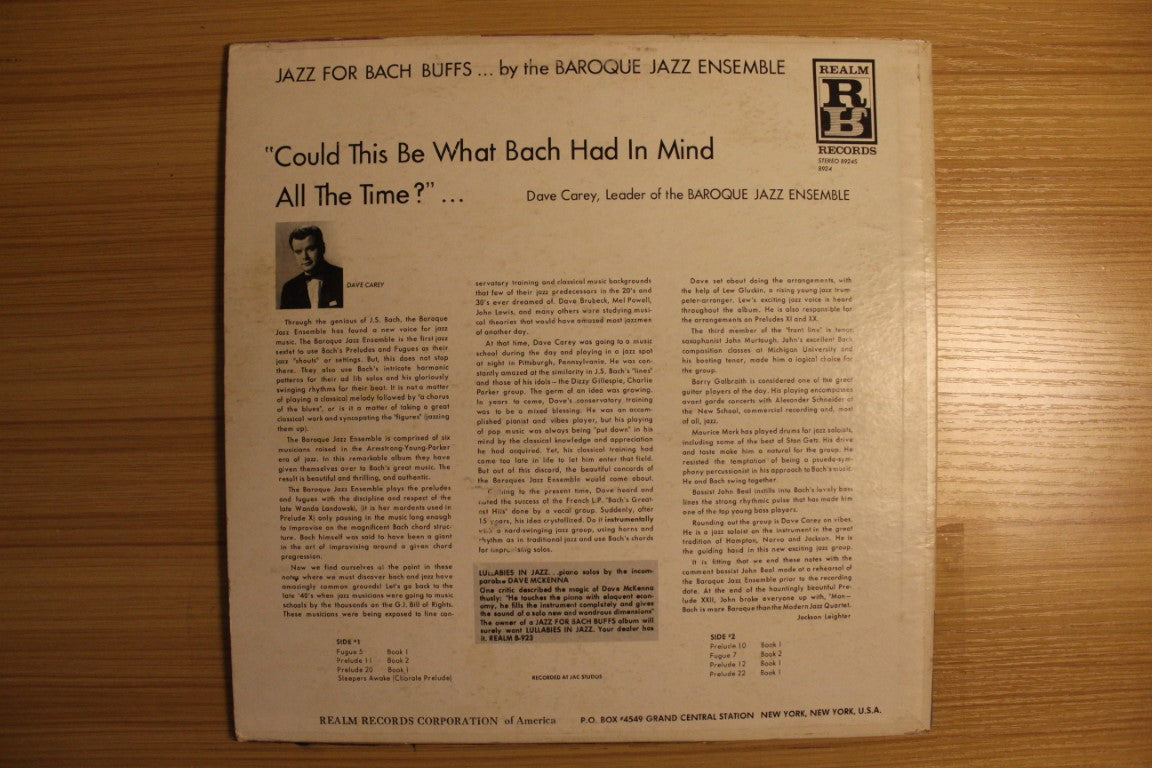 JAZZ FOR BACH BUFFS ... by the BAROQUE JAZZ ENSEMBLE
REALM
RB
RECORDS
STEREO 8924S
8924
"Could This Be What Bach Had In Mind
All The Time?" ...
Dave Carey, Leader of the BAROQUE JAZZ ENSEMBLE
DAVE CAREY
Through the genious of J.S. Bach, the Baroque
Jazz Ensemble has found a new voice for jazz
music. The Baroque Jazz Ensemble is the first jazz
sextet to use Bach's Preludes and Fugues as their
jazz "shouts" or settings. But, this does not stop
there. They also use Bach's intricate harmonic
patterns for their ad lib solos and his gloriously
swinging rhythms for their beat. It is not a matter
of playing a classical melody followed by "a chorus
of the blues", or is it a matter of taking a great
classical work and syncopating the "figures" (jazzing
them up).
The Baroque Jazz Ensemble is comprised of six
musicians raised in the Armstrong-Young-Parker
era of jazz. In this remarkable album they have
given themselves over to Bach's great music. The
result is beautiful and thrilling, and authentic.
The Baroque Jazz Ensemble plays the preludes
and fugues with the discipline and respect of the
late Wanda Landowski, (it is her mordents used in
Prelude XI) only pausing in the music long enough
to improvise on the magnificent Bach chord struc-
ture. Bach himself was said to have been a giant
in the art of improvising around a given chord
progression.
Now we find ourselves at the point in these
notes where we must discover bach and jazz have
amazingly common grounds! Let's go back to the
late '40's when jazz musicians were going to music
schools by the thousands on the G.I. Bill of Rights.
These musicians were being exposed to fine con-
servatory training and classical music backgrounds
that few of their jazz predecessors in the 20's and
30's ever dreamed of. Dave Brubeck, Mel Powell,
John Lewis, and many others were studying musi-
cal theories that would have amused most jazzmen
of another day.
At that time, Dave Carey was going to a music
school during the day and playing in a jazz spot
at night in Pittsburgh, Pennsylvania. He was con-
stantly amazed at the similarity in J.S. Bach's "lines"
and those of his idols – the Dizzy Gillespie, Charlie
Parker group. The germ of an idea was growing.
In years to come, Dave's conservatory training
was to be a mixed blessing. He was an accom-
plished pianist and vibes player, but his playing
of pop music was always being "put down" in his
mind by the classical knowledge and appreciation
he had acquired. Yet, his classical training had
come too late in life to let him enter that field.
But out of this discord, the beautiful concords of
the Baroques Jazz Ensemble would come about.
to the present time, Dave heard and
noted the success of the French L.P. "Bach's Great-
est Hits" done by a vocal group. Suddenly, after
15 years, his idea crystallized. Do it instrumentally
with a hard-swinging jazz group, using horns and
rhythm as in traditional jazz and use Bach's chords
for improvising solos.
LULLABIES IN JAZZ...piano solos by the incom-
parable DAVE MCKENNA
One critic described the magic of Dave McKenna
thusly: "He touches the piano with eloquent econ-
omy, he fills the instrument completely and gives
the sound of a solo new and wondrous dimensions"
The owner of a JAZZ FOR BACH BUFFS album will
surely want LULLABIES IN JAZZ. Your dealer has
it. REALM 8-923
Dave set about doing the arrangements, with
the help of Lew Gluckin, a rising young jazz trum-
peter-arranger. Lew's exciting jazz voice is heard
throughout the album. He is also responsible for
the arrangements on Preludes XI and XX.
The third member of the "front line" is tenor
saxophonist John Murtaugh. John's excellent Bach
composition classes at Michigan University and
his booting tenor, made him a logical choice for
the group.
Barry Galbraith is considered one of the great
guitar players of the day. His playing encompasses
avant garde concerts with Alexander Schneider at
the New School, commercial recording and, most
of all, jazz.
Maurice Mark has played drums for jazz soloists,
including some of the best of Stan Getz. His drive
and taste make him a natural for the group. He
resisted the temptation of being a psuedo-sym-
phony percussionist in his approach to Bach's music.
He and Bach swing together.
Bassist John Beal instills into Bach's lovely bass
lines the strong rhythmic pulse that has made him
one of the top young bass players.
Rounding out the group is Dave Carey on vibes.
He is a jazz soloist on the instrument in the great
tradition of Hampton, Norvo and Jackson. He is
the guiding hand in this new exciting jazz group.
It is fitting that we end these notes with the
comment bassist John Beal made at a rehearsal of
the Baroque Jazz Ensemble prior to the recording
date. At the end of the hauntingly beautiful Pre-
lude XXII, John broke everyone up with, "Man–
Bach is more Baroque than the Modern Jazz Quartet.
Jackson Leighter
SIDE #1
Fugue 5 Book 1
Prelude 11 Book 2
Prelude 20 Book 1
Sleepers Awake (Chorale Prelude)
RECORDED AT JAC STUDIOS
SIDE #2
Prelude 10 Book 1
Fugue 7 Book 2
Prelude 12 Book 1
Prelude 22 Book 1
REALM RECORDS CORPORATION of America P.O. BOX #4549 GRAND CENTRAL STATION NEW YORK, NEW YORK, U.S.A.